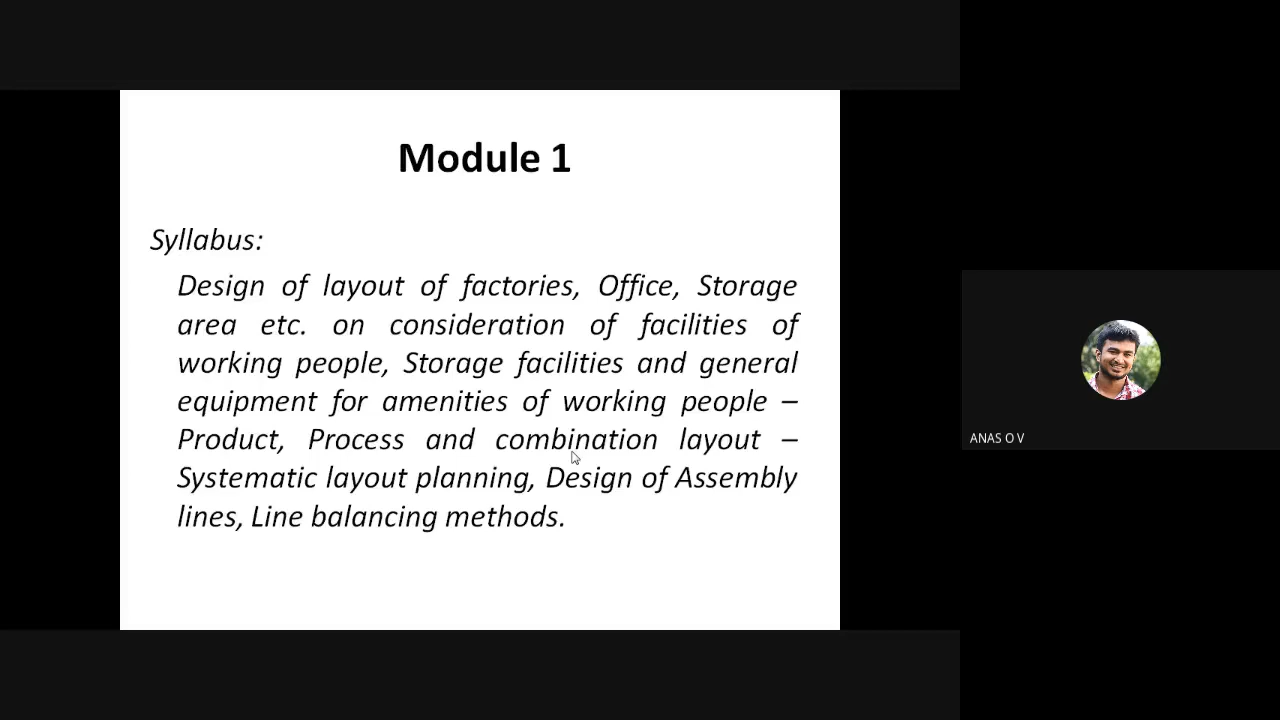 Module 1
Syllabus:
Design of layout of factories, Office, Storage
area etc. on consideration of facilities of
working people, Storage facilities and general
equipment for amenities of working people –
Product, Process and combination layout –
Systematic layout planning, Design of Assembly
lines, Line balancing methods.
ANAS O V